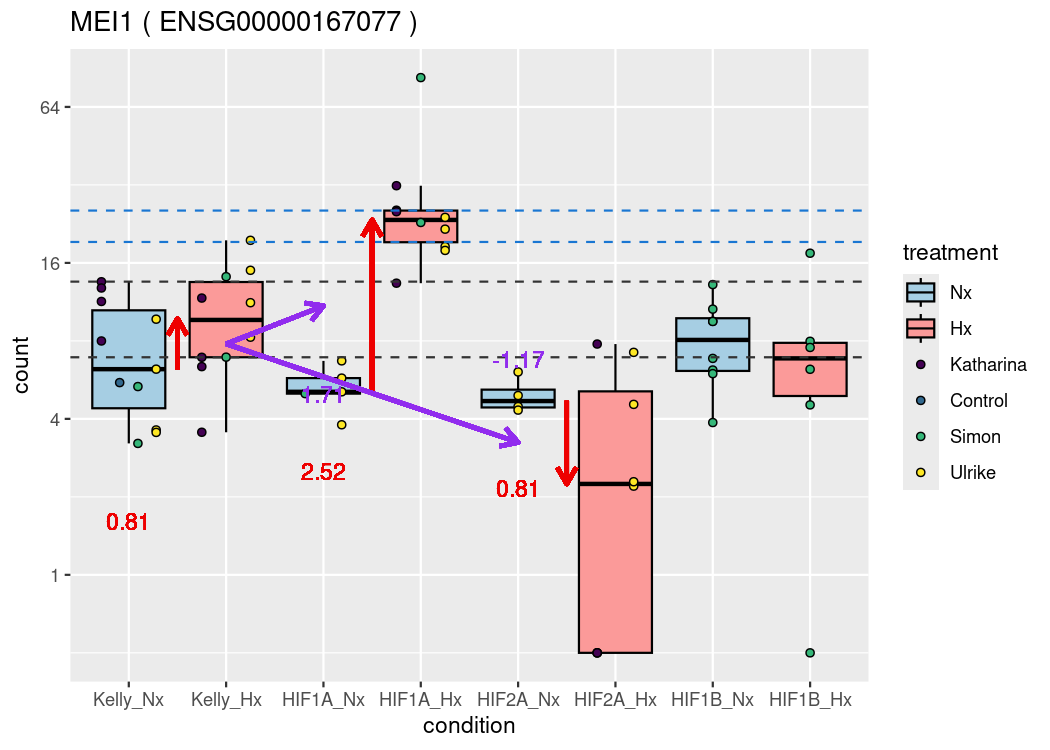 MEI1 ( ENSG00000167077 )
count
64
16
4
1
-1.17
1.71
2.52
0.81
0.81
Kelly_Nx
Kelly_Hx
HIF1A_Nx
HIF1A_Hx
HIF2A_Nx
HIF2A_Hx
HIF1B_Nx
HIF1B_Hx
condition
treatment
Nx
Hx
Katharina
Control
Simon
Ulrike